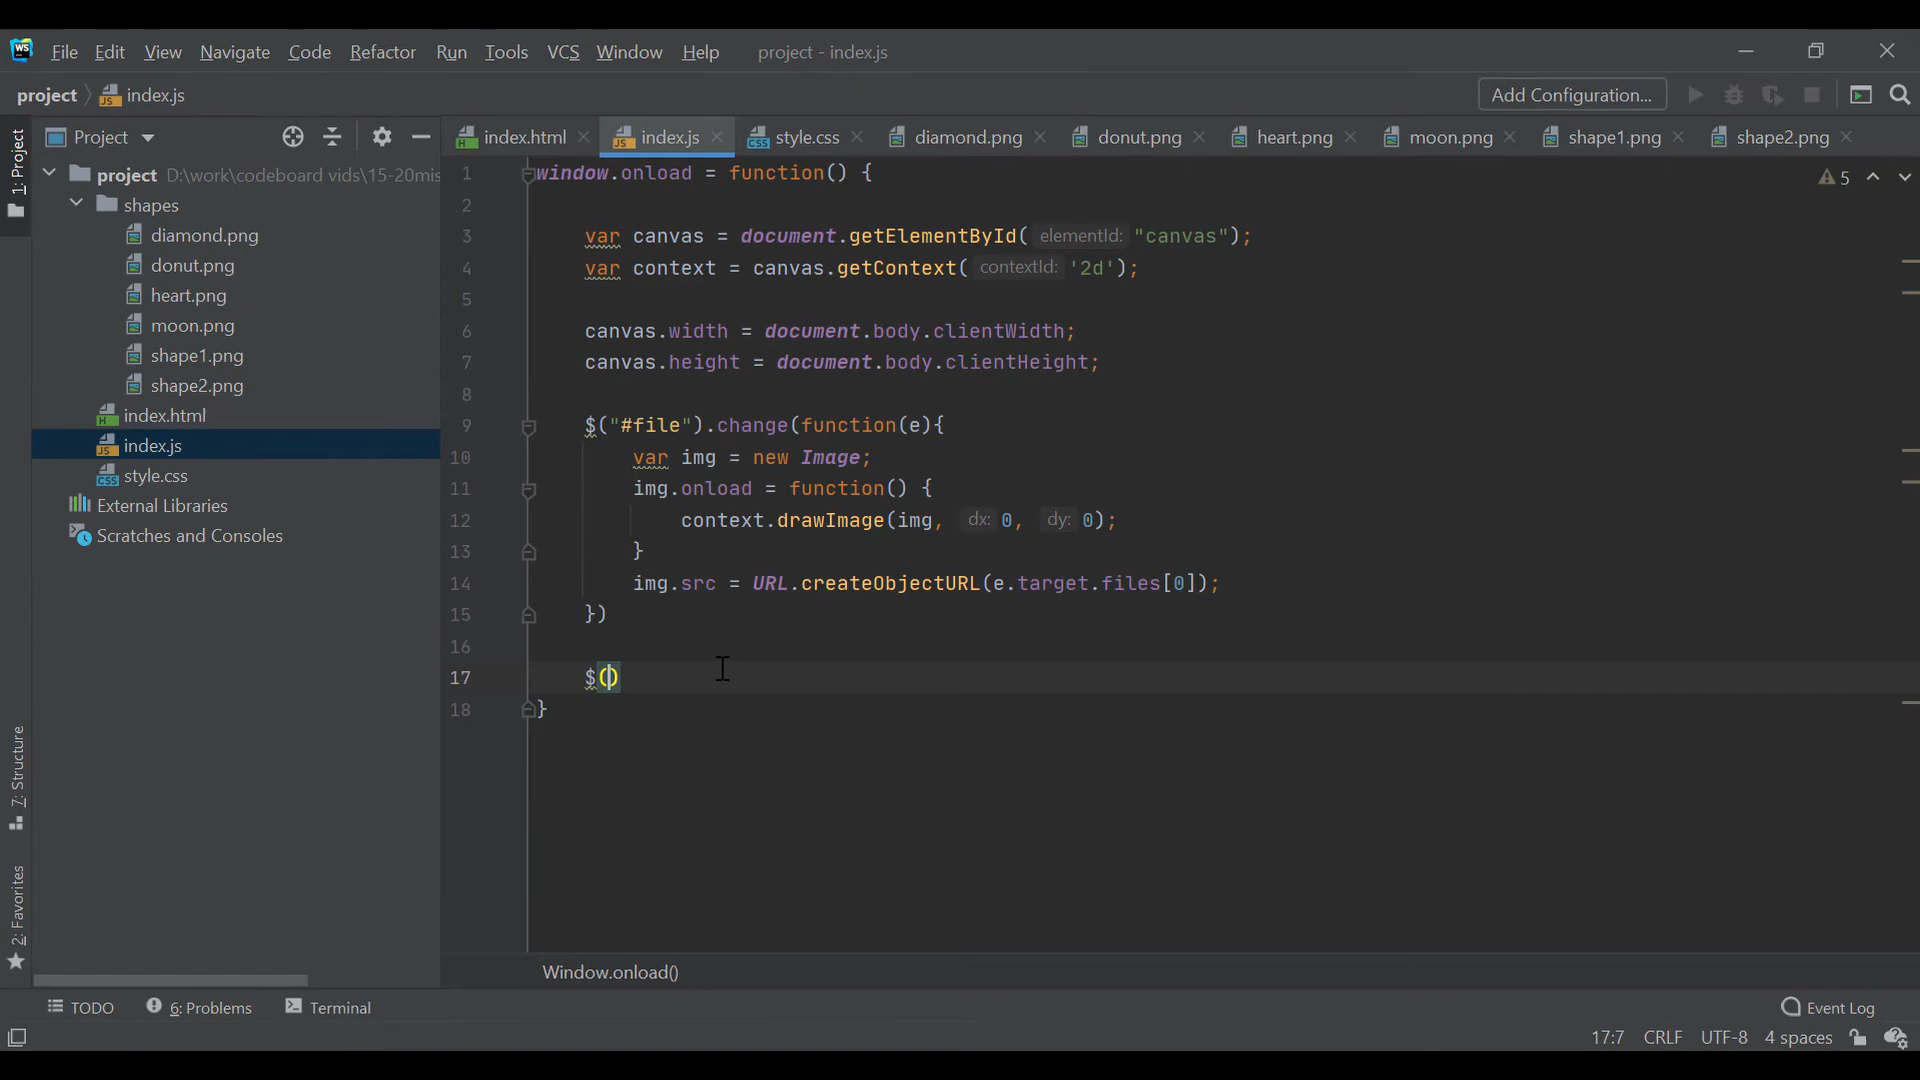 WS File Edit View Navigate Code Refactor Run Tools VCS Window Help project - index.js
project index.js Add Configuration...
Project index.html index.js style.css diamond.png donut.png heart.png moon.png shape1.png shape2.png
1: Project
7: Structure
2: Favorites
project D:\work\codeboard vids\15-20mis
shapes
diamond.png
donut.png
heart.png
moon.png
shape1.png
shape2.png
index.html
index.js
style.css
External Libraries
Scratches and Consoles
5
1 window.onload = function() {
2
3 var canvas = document.getElementById( elementId: "canvas");
4 var context = canvas.getContext( contextId: '2d');
5
6 canvas.width = document.body.clientWidth;
7 canvas.height = document.body.clientHeight;
8
9 $("#file").change(function(e){
10 var img = new Image;
11 img.onload = function() {
12 context.drawImage(img, dx: 0, dy: 0);
13 }
14 img.src = URL.createObjectURL(e.target.files[0]);
15 })
16
17 $()
18 }
Window.onload()
TODO 6: Problems Terminal Event Log
17:7 CRLF UTF-8 4 spaces